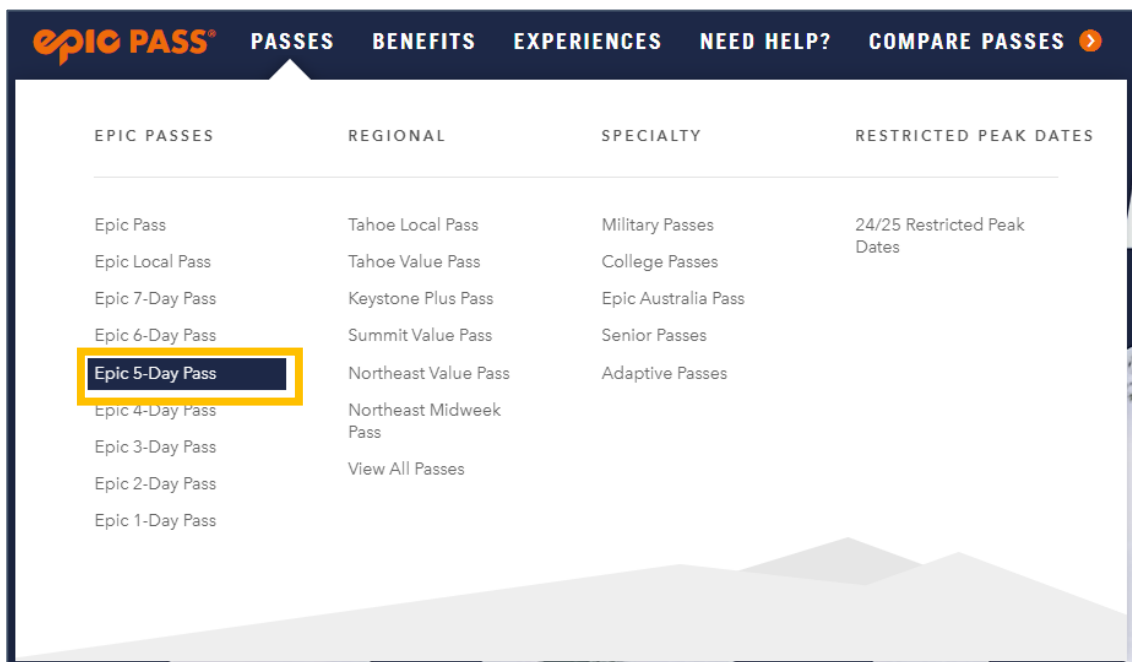 epic PASS®
PASSES
BENEFITS
EXPERIENCES
NEED HELP?
COMPARE PASSES
EPIC PASSES
Epic Pass
Epic Local Pass
Epic 7-Day Pass
Epic 6-Day Pass
Epic 5-Day Pass
Epic 4-Day Pass
Epic 3-Day Pass
Epic 2-Day Pass
Epic 1-Day Pass
REGIONAL
Tahoe Local Pass
Tahoe Value Pass
Keystone Plus Pass
Summit Value Pass
Northeast Value Pass
Northeast Midweek
Pass
View All Passes
SPECIALTY
Military Passes
College Passes
Epic Australia Pass
Senior Passes
Adaptive Passes
RESTRICTED PEAK DATES
24/25 Restricted Peak
Dates